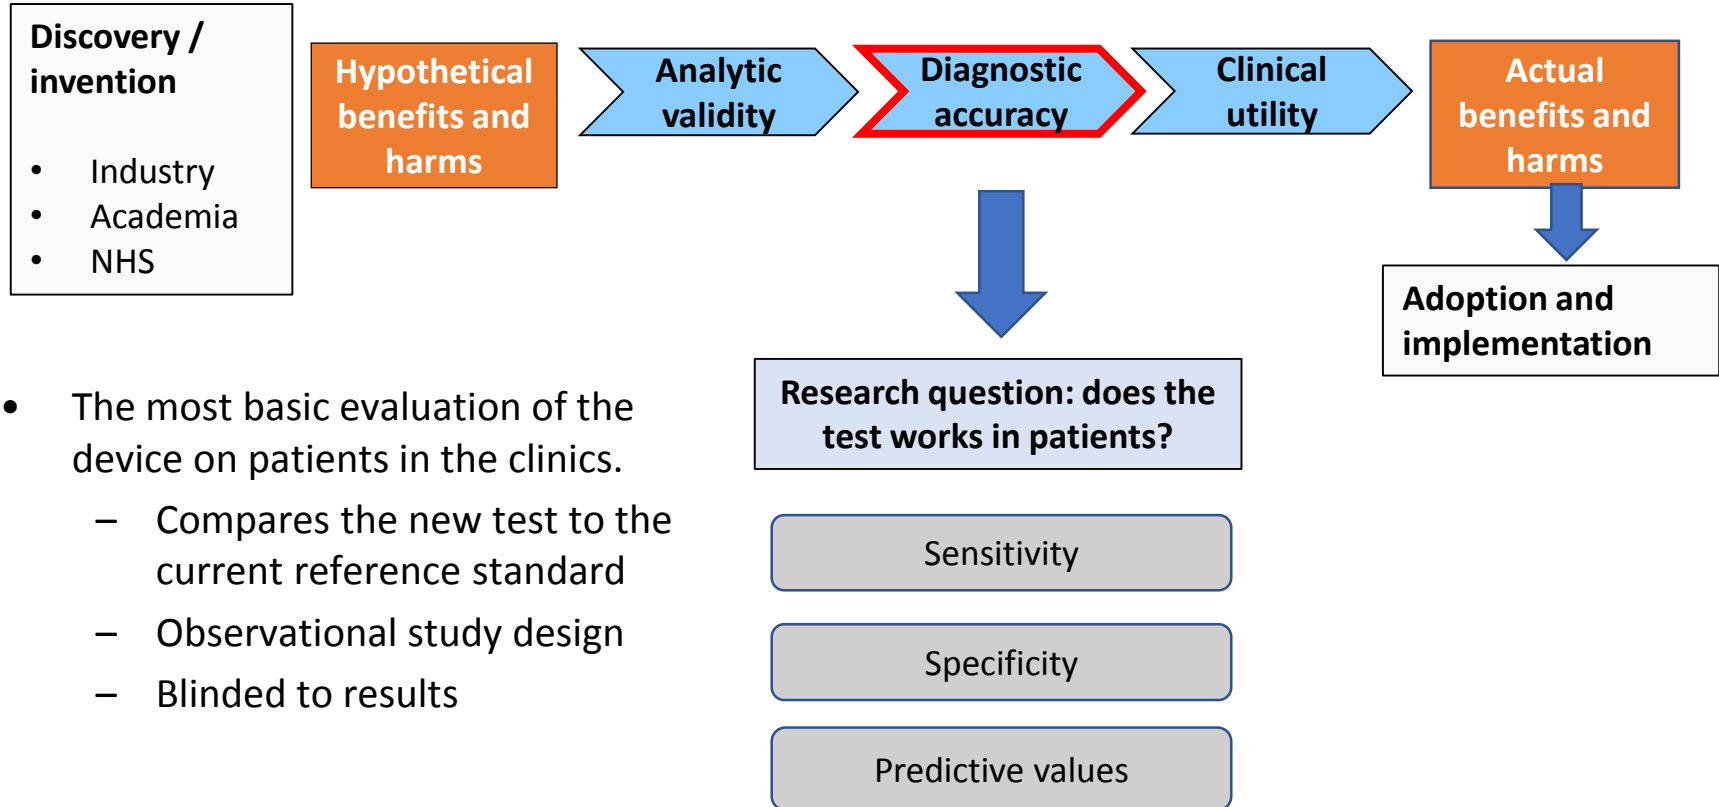 Discovery /
invention
• Industry
• Academia
• NHS
Hypothetical
benefits and
harms
Analytic
validity
Diagnostic
accuracy
Clinical
utility
Actual
benefits and
harms
Adoption and
implementation
• The most basic evaluation of the
device on patients in the clinics.
– Compares the new test to the
current reference standard
– Observational study design
– Blinded to results
Research question: does the
test works in patients?
Sensitivity
Specificity
Predictive values